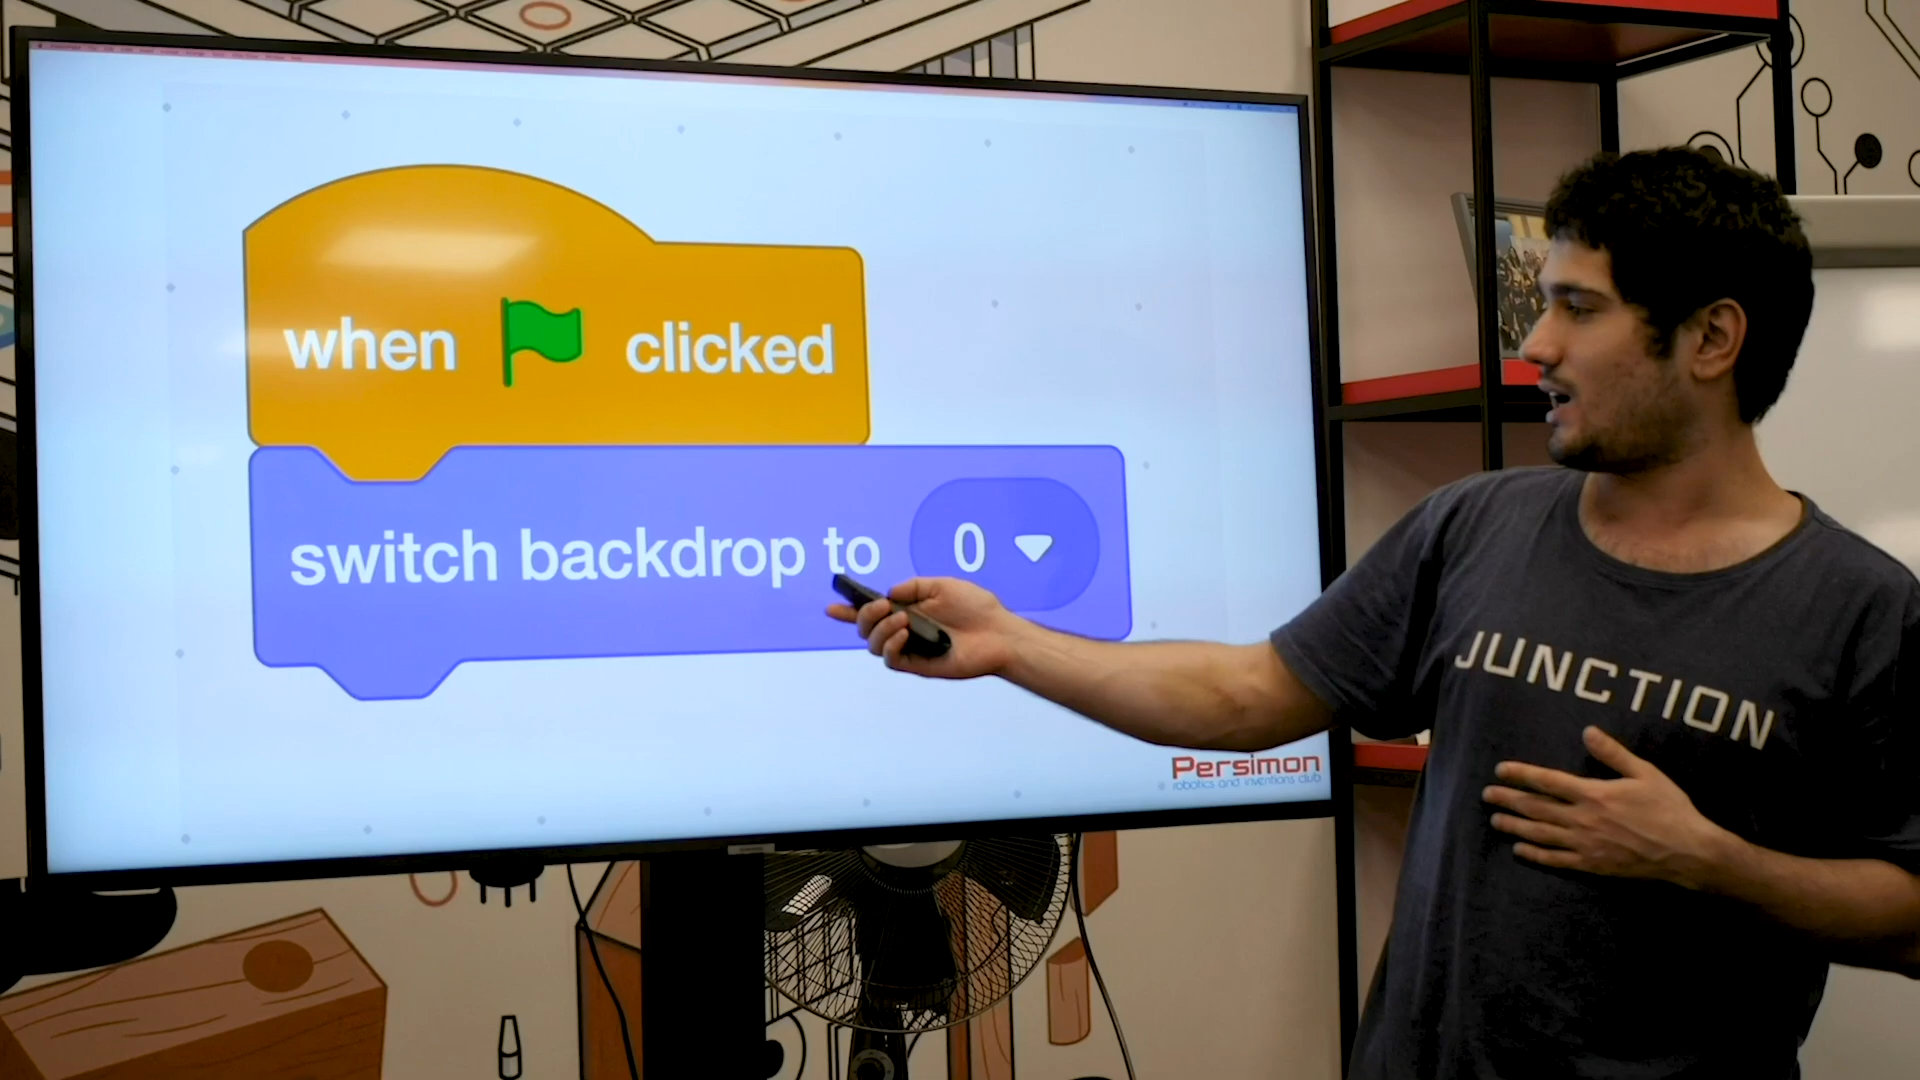 when clicked
switch backdrop to 0
JUNCTION
Persimon
robotics and inventions club